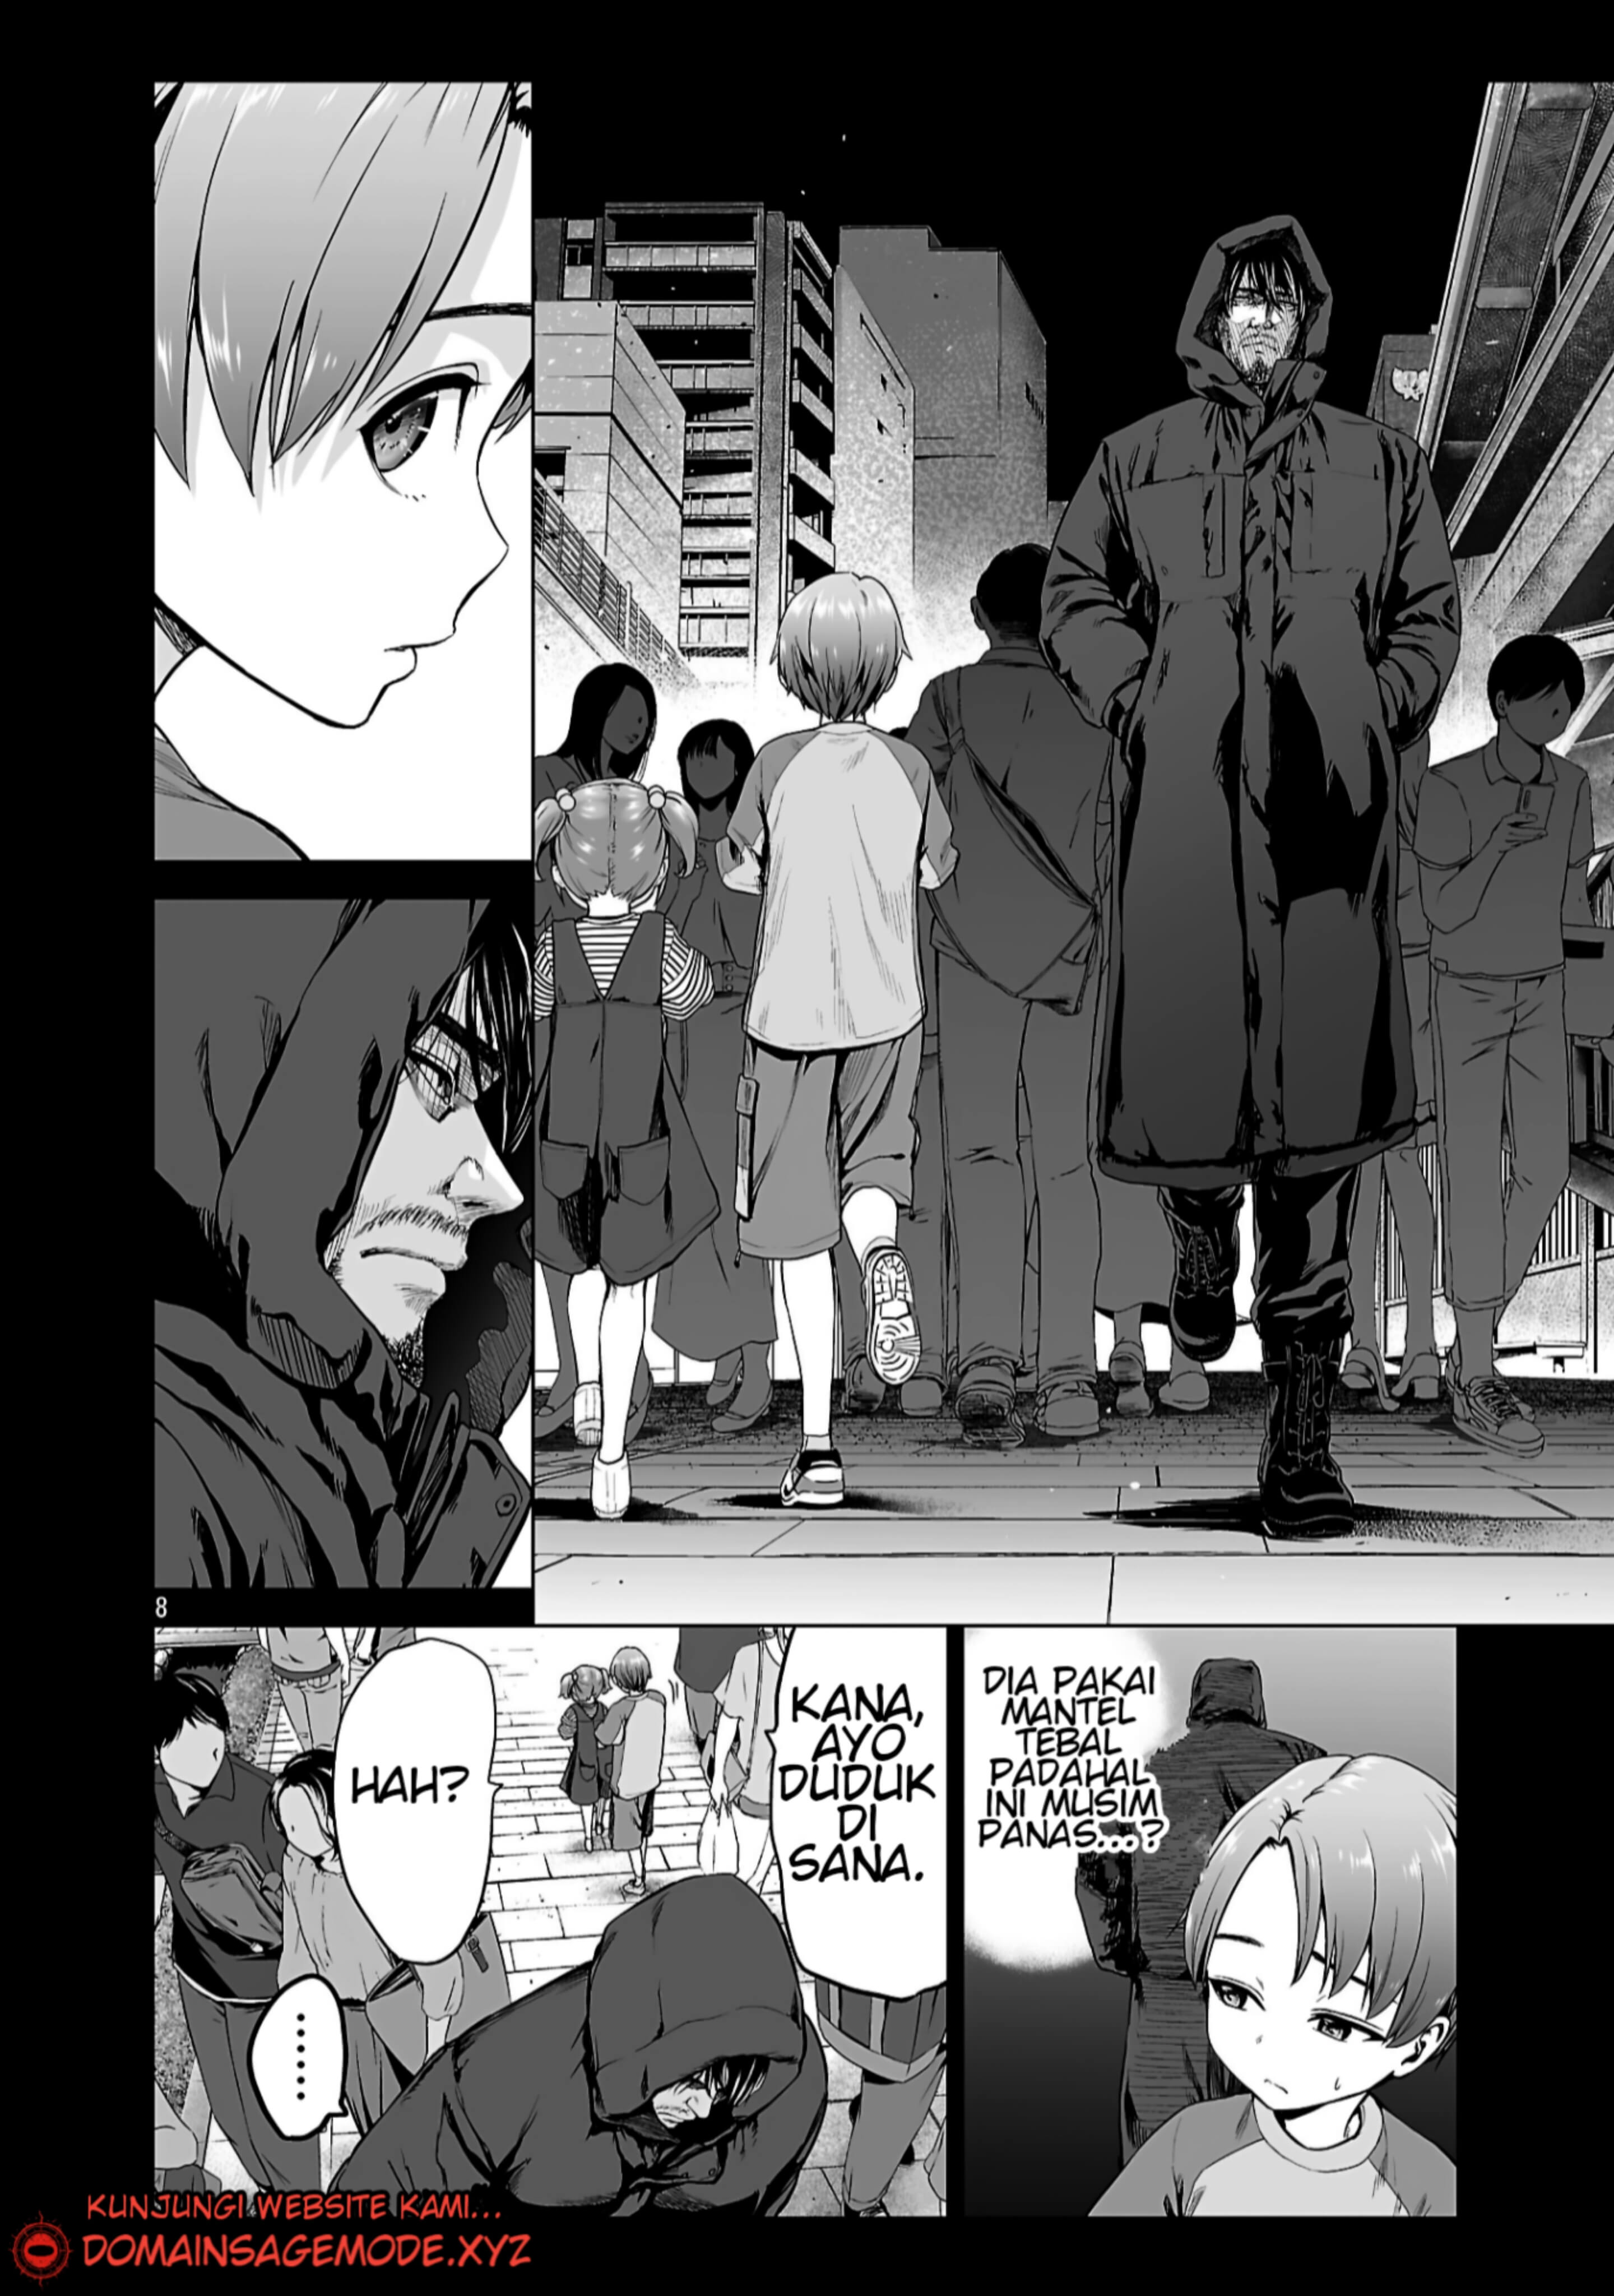 8
DIA PAKAI
MANTEL
TEBAL
PADAHAL
INI MUSIM
PANAS...?
KANA,
AYO
DUDUK
DI
SANA.
HAH?
......
KUNJUNGI WEBSITE KAMI...
DOMAINSAGEMODE.XYZ